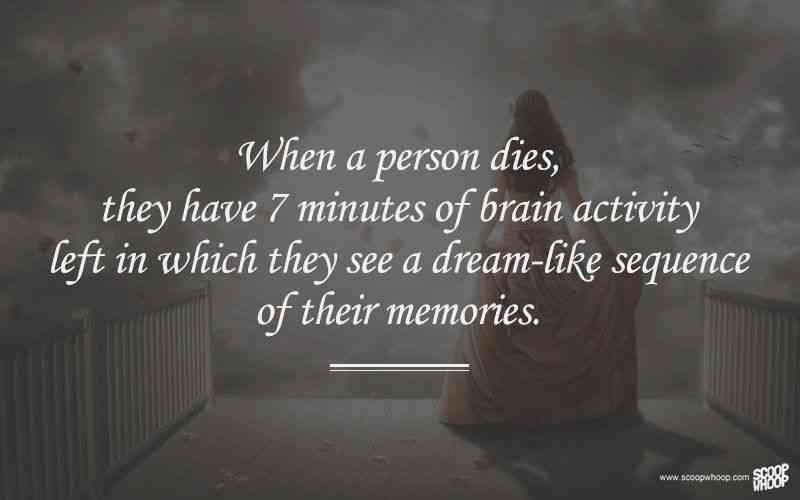 When a person dies,
they have 7 minutes of brain activity
left in which they see a dream-like sequence
of their memories.
www.scoopwhoop.com
SCOOP
WHOOP